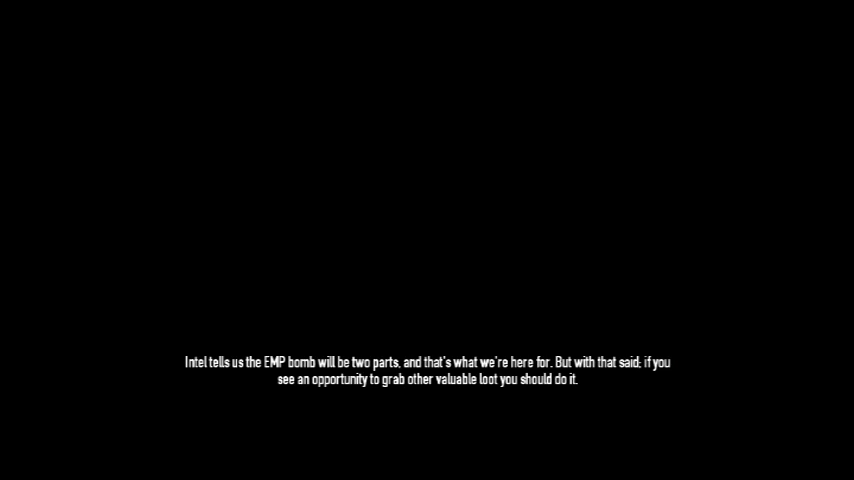 Intel tells us the EMP bomb will be two parts, and that's what we're here for. But with that said; if you
see an opportunity to grab other valuable loot you should do it.